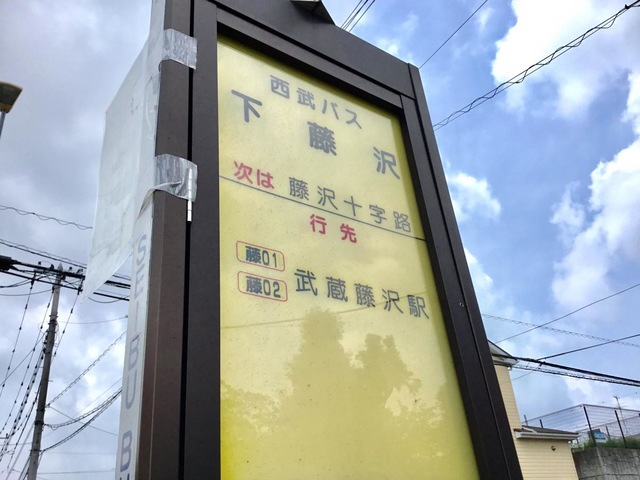 西武バス
下藤沢
次は 藤沢十字路
行先
藤01
藤02 武蔵藤沢駅
SEIBU BU